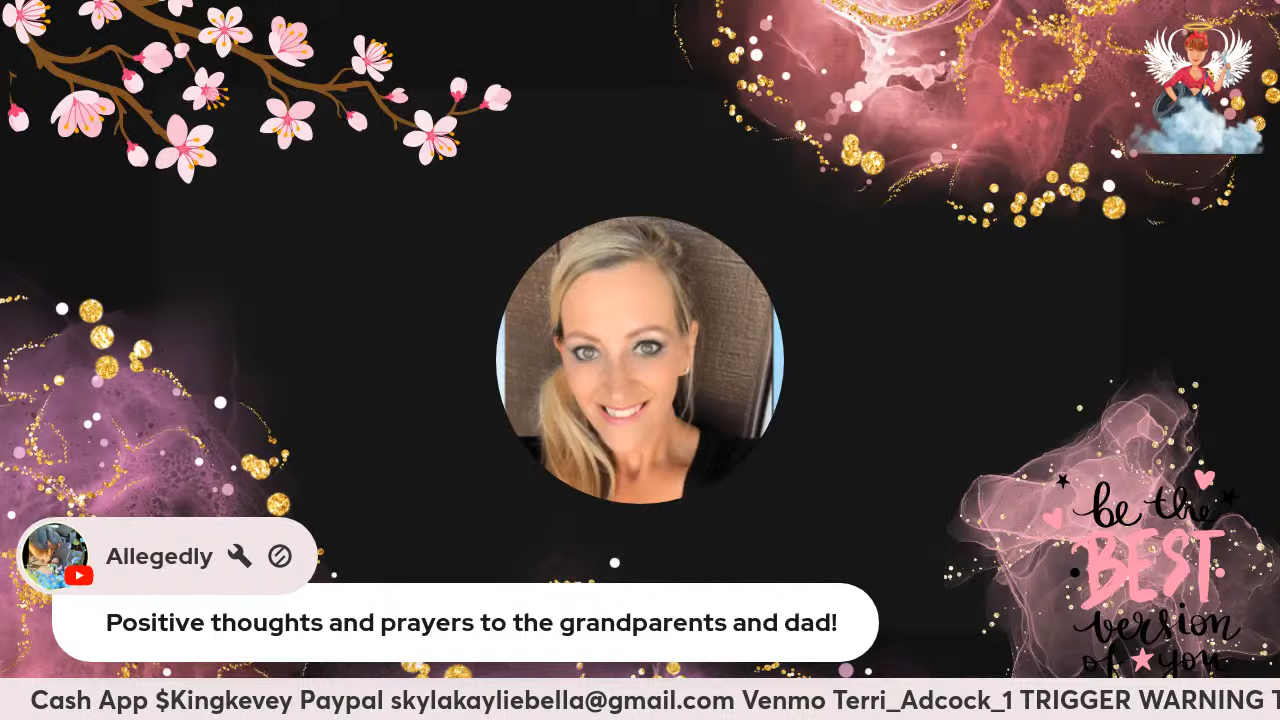 be the
BEST
version
of you
Allegedly
Positive thoughts and prayers to the grandparents and dad!
Cash App $Kingkevey Paypal skylakayliebella@gmail.com Venmo Terri_Adcock_1 TRIGGER WARNING T